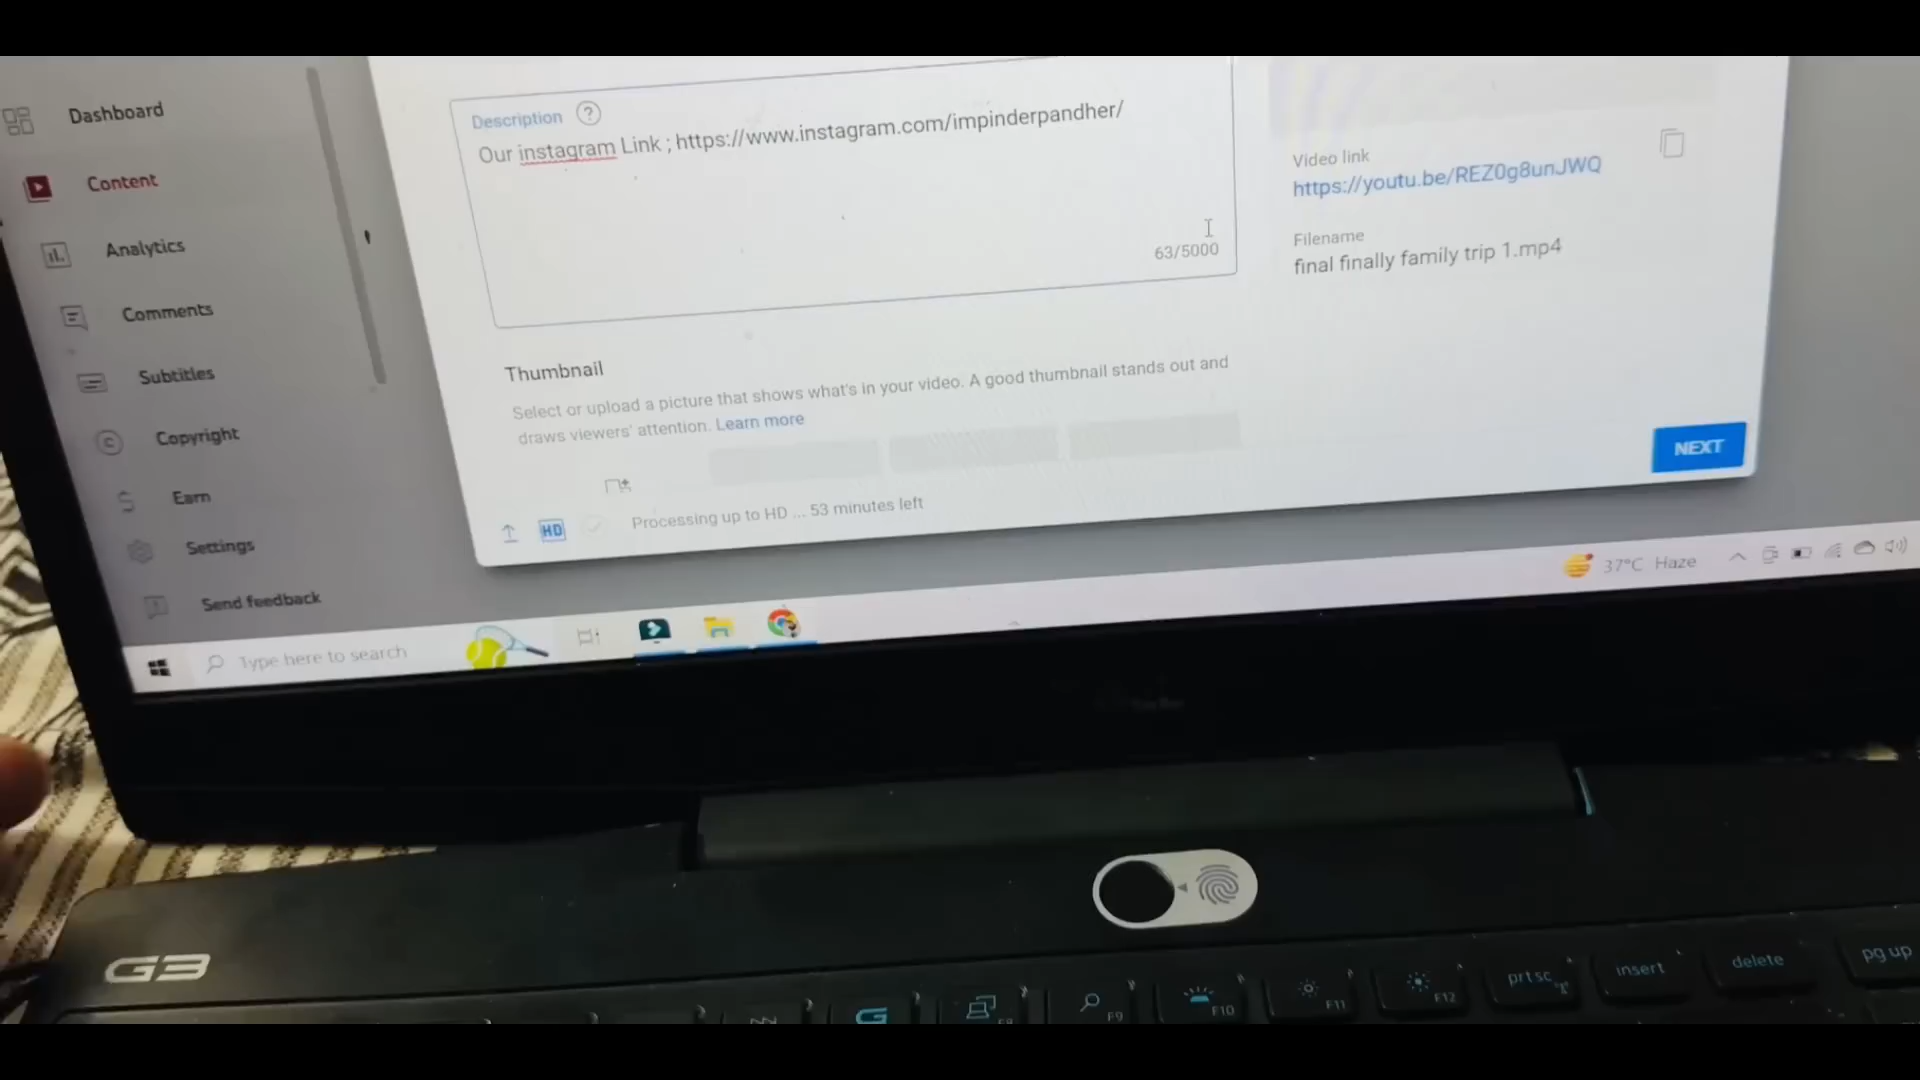 Dashboard
Content
Analytics
Comments
Subtitles
Copyright
Earn
Settings
Send feedback
Description ?
Our instagram Link ; https://www.instagram.com/impinderpandher/
63/5000
Video link
https://youtu.be/REZ0g8unJWQ
Filename
final finally family trip 1.mp4
Thumbnail
Select or upload a picture that shows what's in your video. A good thumbnail stands out and
draws viewers' attention. Learn more
HD
Processing up to HD ... 53 minutes left
NEXT
Type here to search
37°C Haze
G3
F9
F10
F11
F12
prt sc
insert
delete
pg up